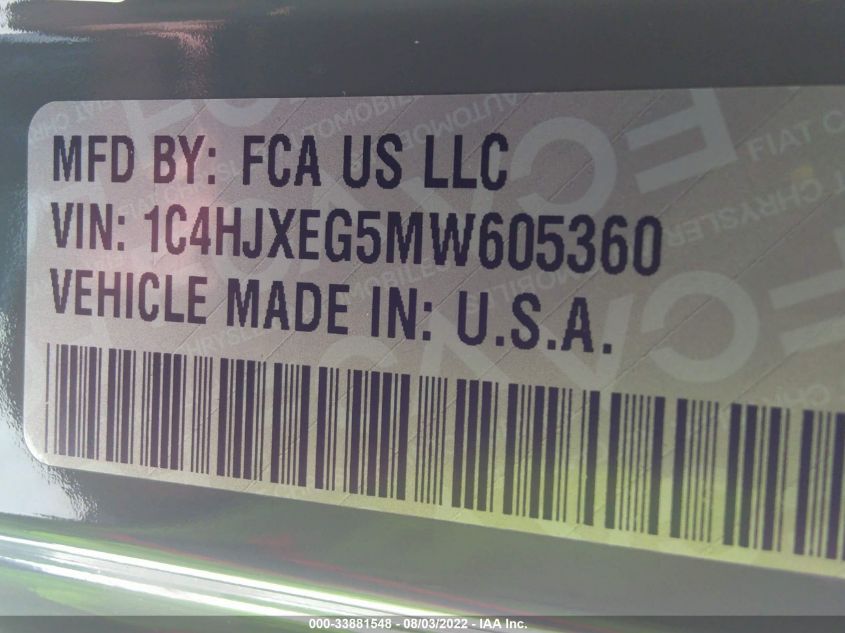 MFD BY: FCA US LLC
VIN: 1C4HJXEG5MW605360
VEHICLE MADE IN: U.S.A.
000-33881548 - 08/03/2022 - IAA Inc.